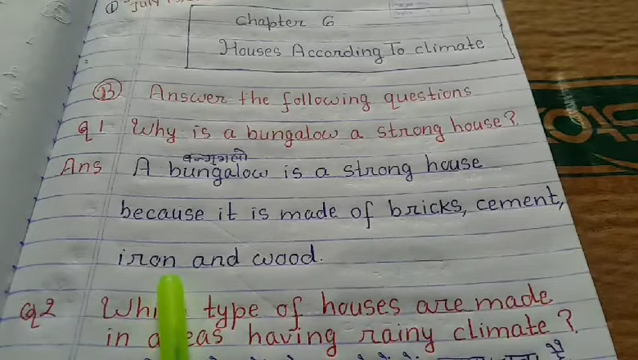 ① July
Chapter 6
Houses According To climate
Ⓑ Answer the following questions
Q1 Why is a bungalow a strong house?
Ans A bungalow is a strong house
because it is made of bricks, cement,
iron and wood.
Q2 type of houses are made
in having rainy climate?